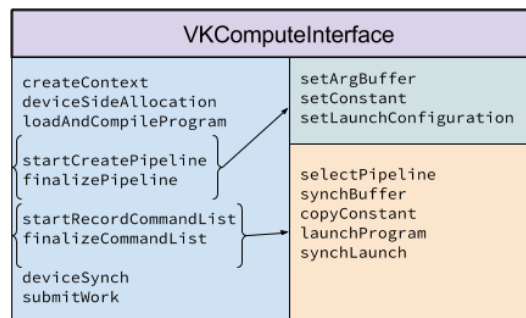 VKComputeInterface
createContext
deviceSideAllocation
loadAndCompileProgram
startCreatePipeline
finalizePipeline
startRecordCommandList
finalizeCommandList
deviceSynch
submitWork
setArgBuffer
setConstant
setLaunchConfiguration
selectPipeline
synchBuffer
copyConstant
launchProgram
synchLaunch